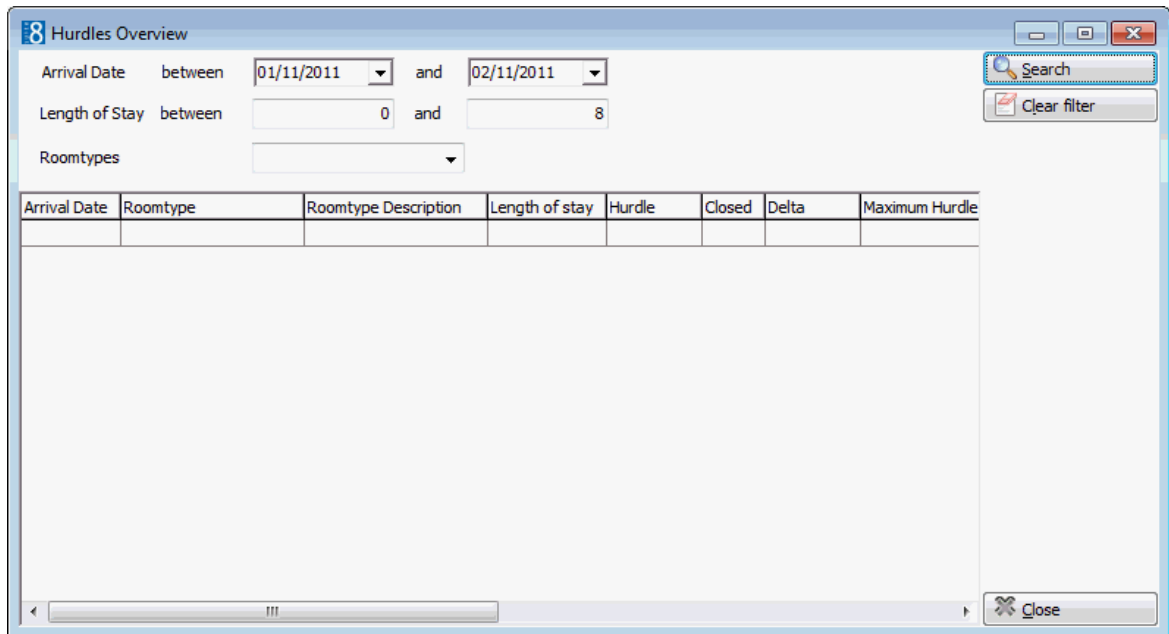 8 Hurdles Overview
Arrival Date between 01/11/2011 and 02/11/2011 Search
Length of Stay between 0 and 8 Clear filter
Roomtypes
Arrival Date Roomtype Roomtype Description Length of stay Hurdle Closed Delta Maximum Hurdle
Close